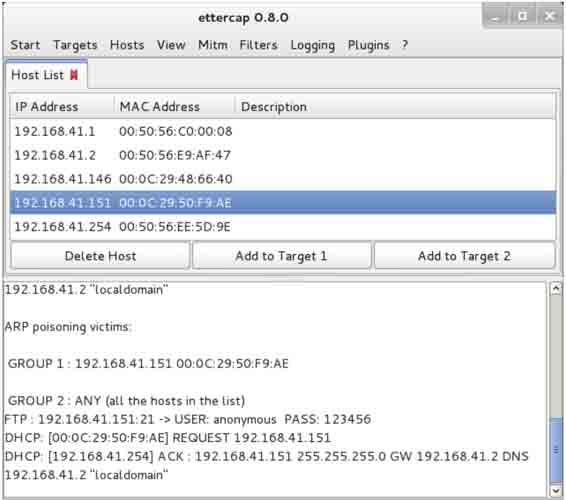 ettercap 0.8.0
Start Targets Hosts View Mitm Filters Logging Plugins ?
Host List
IP Address MAC Address Description
192.168.41.1 00:50:56:C0:00:08
192.168.41.2 00:50:56:E9:AF:47
192.168.41.146 00:0C:29:48:66:40
192.168.41.151 00:0C:29:50:F9:AE
192.168.41.254 00:50:56:EE:5D:9E
Delete Host Add to Target 1 Add to Target 2
192.168.41.2 "localdomain"
ARP poisoning victims:
GROUP 1 : 192.168.41.151 00:0C:29:50:F9:AE
GROUP 2 : ANY (all the hosts in the list)
FTP : 192.168.41.151:21 -> USER: anonymous PASS: 123456
DHCP: [00:0C:29:50:F9:AE] REQUEST 192.168.41.151
DHCP: [192.168.41.254] ACK : 192.168.41.151 255.255.255.0 GW 192.168.41.2 DNS
192.168.41.2 "localdomain"